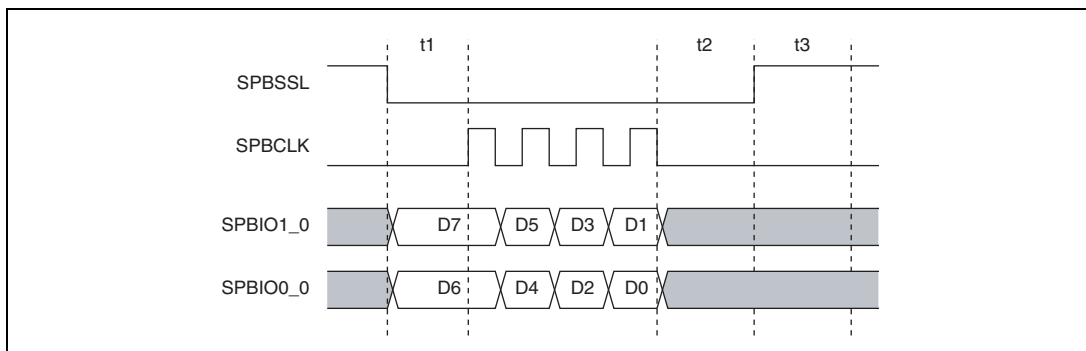 t1 t2 t3
SPBSSL
SPBCLK
SPBIO1_0 D7 D5 D3 D1
SPBIO0_0 D6 D4 D2 D0